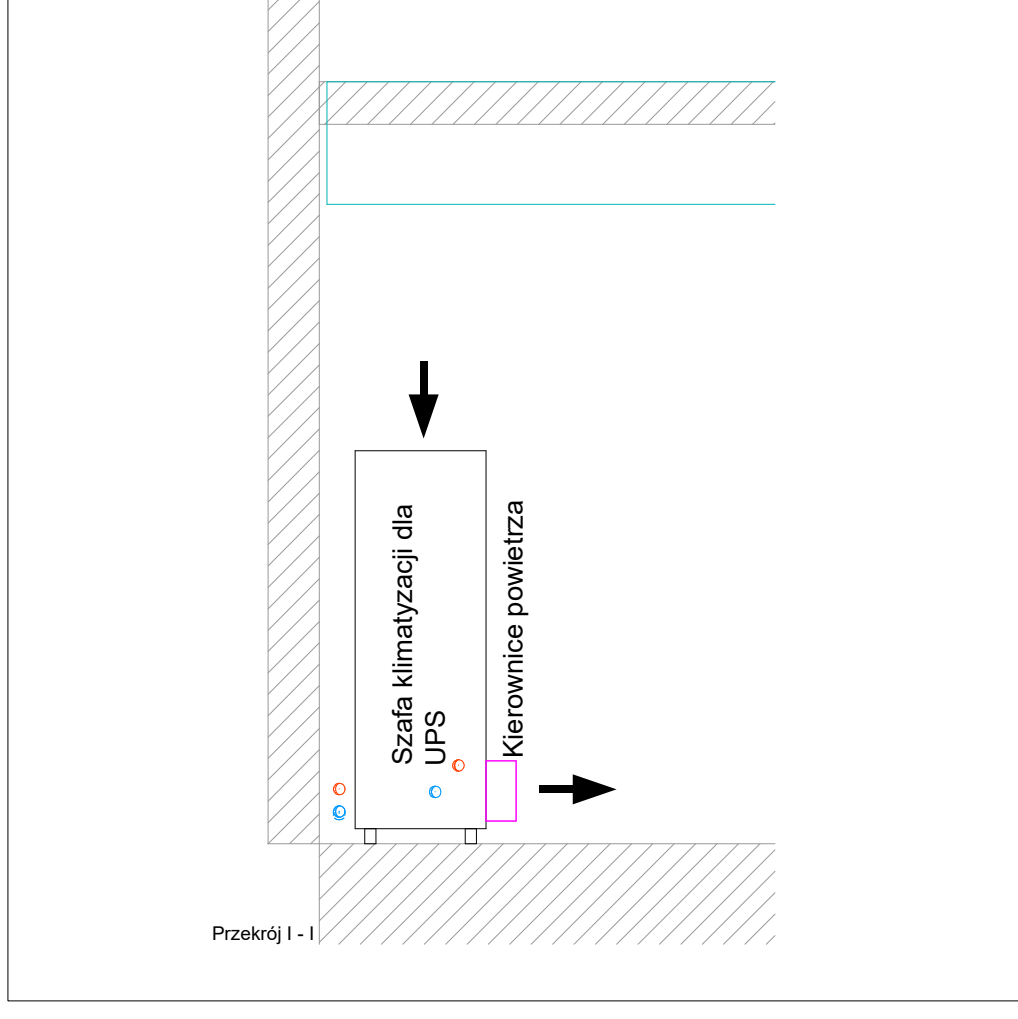 Szafa klimatyzacji dla
UPS
Kierownice powietrza
Przekrój I - I